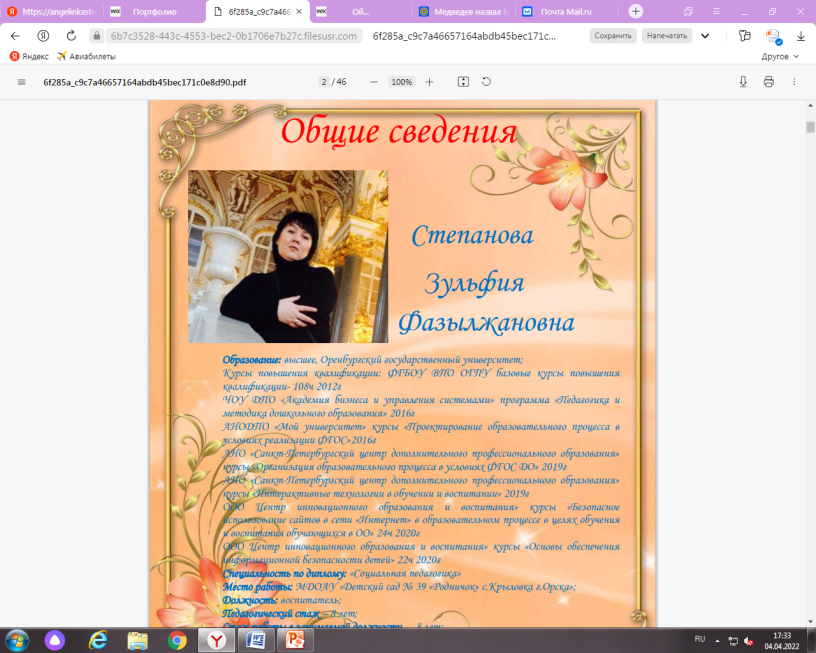 https://angelinkaste
Портфолио
6f285a_c9c7a466
Ой...
Медведев назвал
Почта Mail.ru
6b7c3528-443c-4553-bec2-0b1706e7b27c.filesusr.com
6f285a_c9c7a46657164abdb45bec171c...
Сохранить
Напечатать
Яндекс
Авиабилеты
Другое
6f285a_c9c7a46657164abdb45bec171c0e8d90.pdf
2 / 46
100%
Общие сведения
Степанова
Зульфия
Фазылжановна
Образование: высшее, Оренбургский государственный университет;
Курсы повышения квалификации: ФГБОУ ВПО ОГПУ базовые курсы повышения
квалификации- 108ч 2012г
ЧОУ ДПО «Академия бизнеса и управления системами» программа «Педагогика и
методика дошкольного образования» 2016г
АНОДПО «Мой университет» курсы «Проектирование образовательного процесса в
условиях реализации ФГОС»2016г
АНО «Санкт-Петербургский центр дополнительного профессионального образования»
курсы «Организация образовательного процесса в условиях ФГОС ДО» 2019г
АНО «Санкт-Петербургский центр дополнительного профессионального образования»
курсы «Интерактивные технологии в обучении и воспитании» 2019г
ООО Центр инновационного образования и воспитания» курсы «Безопасное
использование сайтов в сети «Интернет» в образовательном процессе в целях обучения
и воспитания обучающихся в ОО» 24ч 2020г
ООО Центр инновационного образования и воспитания» курсы «Основы обеспечения
информационной безопасности детей» 22ч 2020г
Специальность по диплому: «Социальная педагогика»
Место работы: МДОАУ «Детский сад № 39 «Родничок» с.Крыловка г.Орска»;
Должность: воспитатель;
Педагогический стаж – 8 лет;
Стаж работы в занимаемой должности – 8 лет;
RU
17:33
04.04.2022